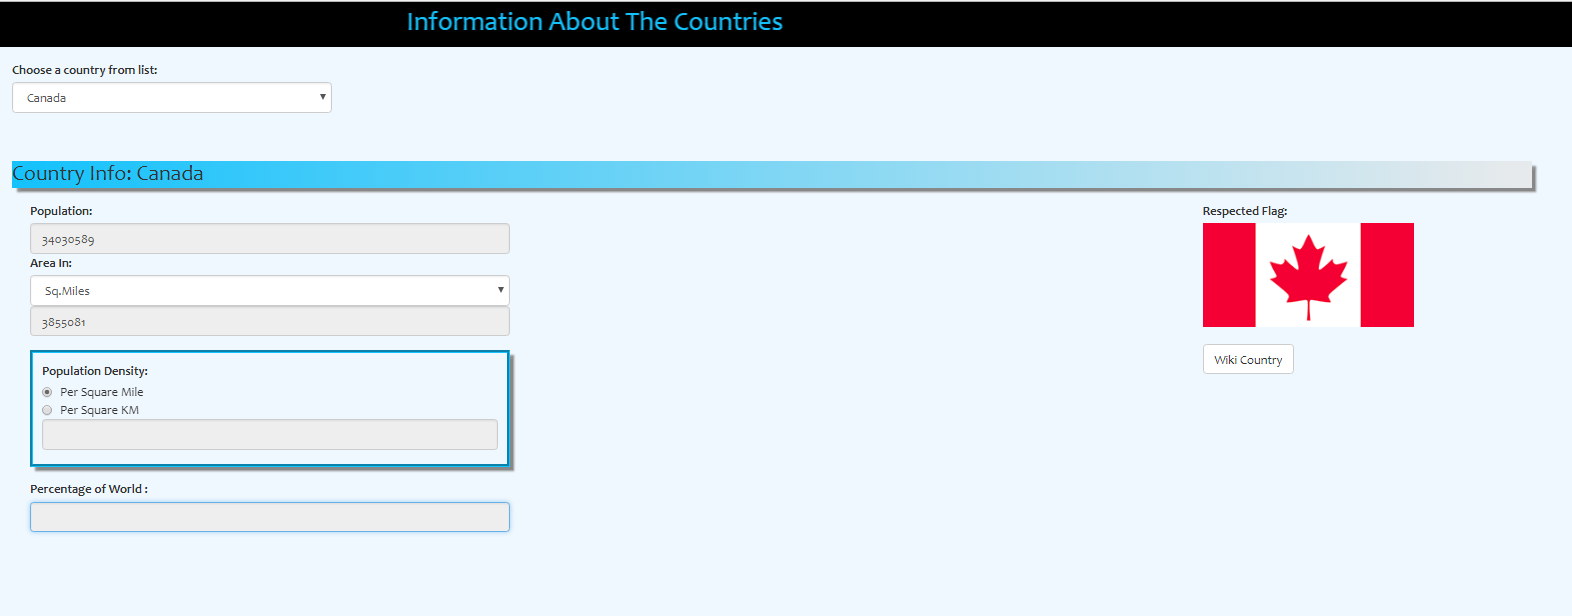 Information About The Countries
Choose a country from list:
Canada
Country Info: Canada
Population:
34030589
Area In:
Sq.Miles
3855081
Population Density:
Per Square Mile
Per Square KM
Percentage of World :
Respected Flag:
Wiki Country